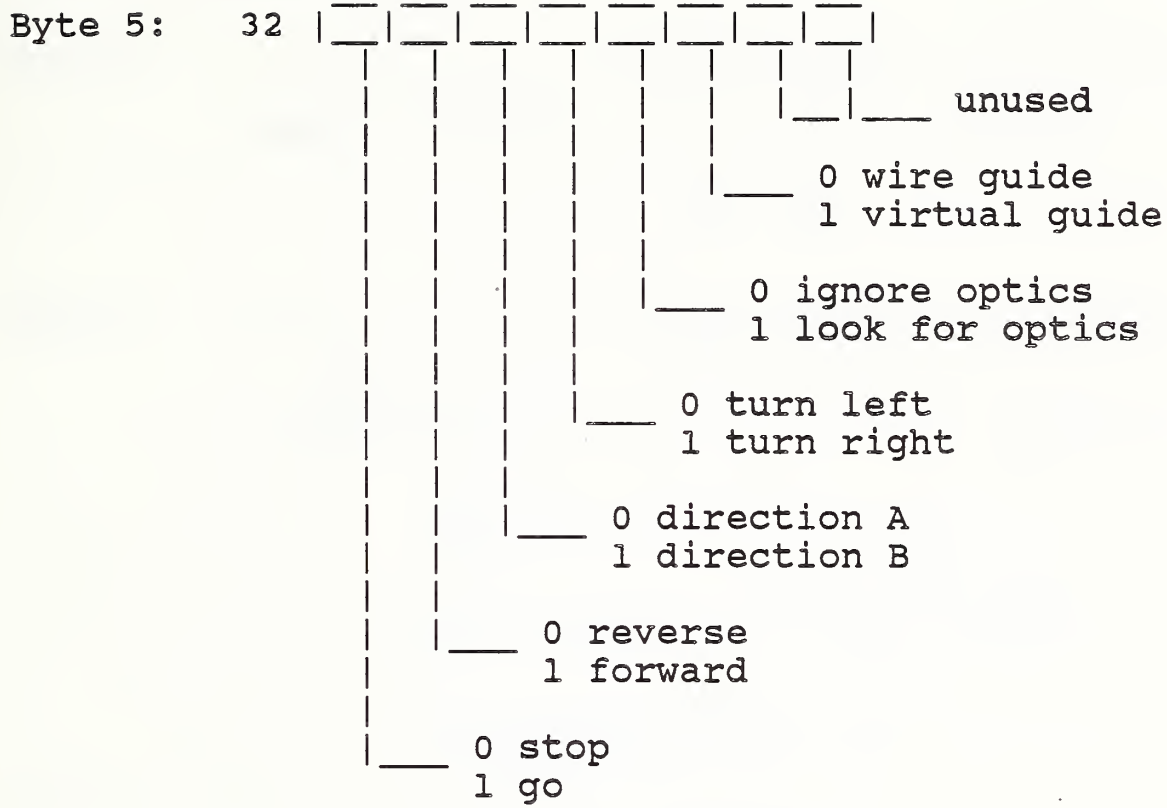 Byte 5: 32
unused
0 wire guide
1 virtual guide
0 ignore optics
1 look for optics
0 turn left
1 turn right
0 direction A
1 direction B
0 reverse
1 forward
0 stop
1 go